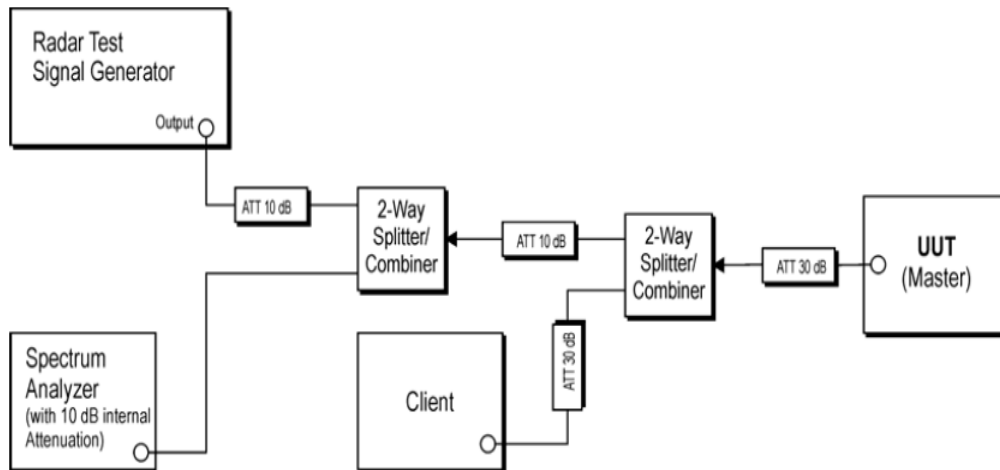 Radar Test
Signal Generator
Output
ATT 10 dB
2-Way
Splitter/
Combiner
ATT 10 dB
2-Way
Splitter/
Combiner
ATT 30 dB
UUT
(Master)
Spectrum
Analyzer
(with 10 dB internal
Attenuation)
Client
ATT 30 dB